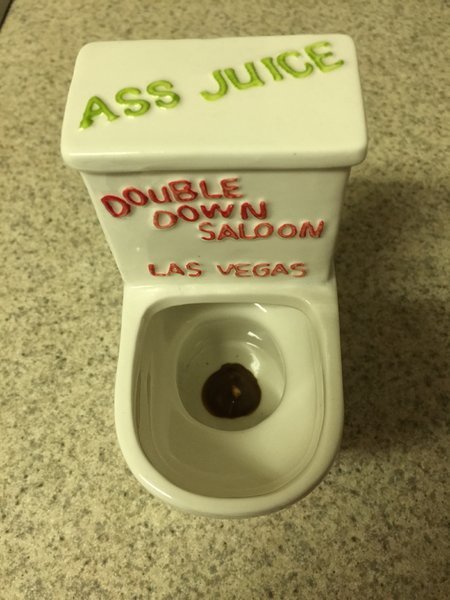 ASS JUICE
DOUBLE
DOWN
SALOON
LAS VEGAS